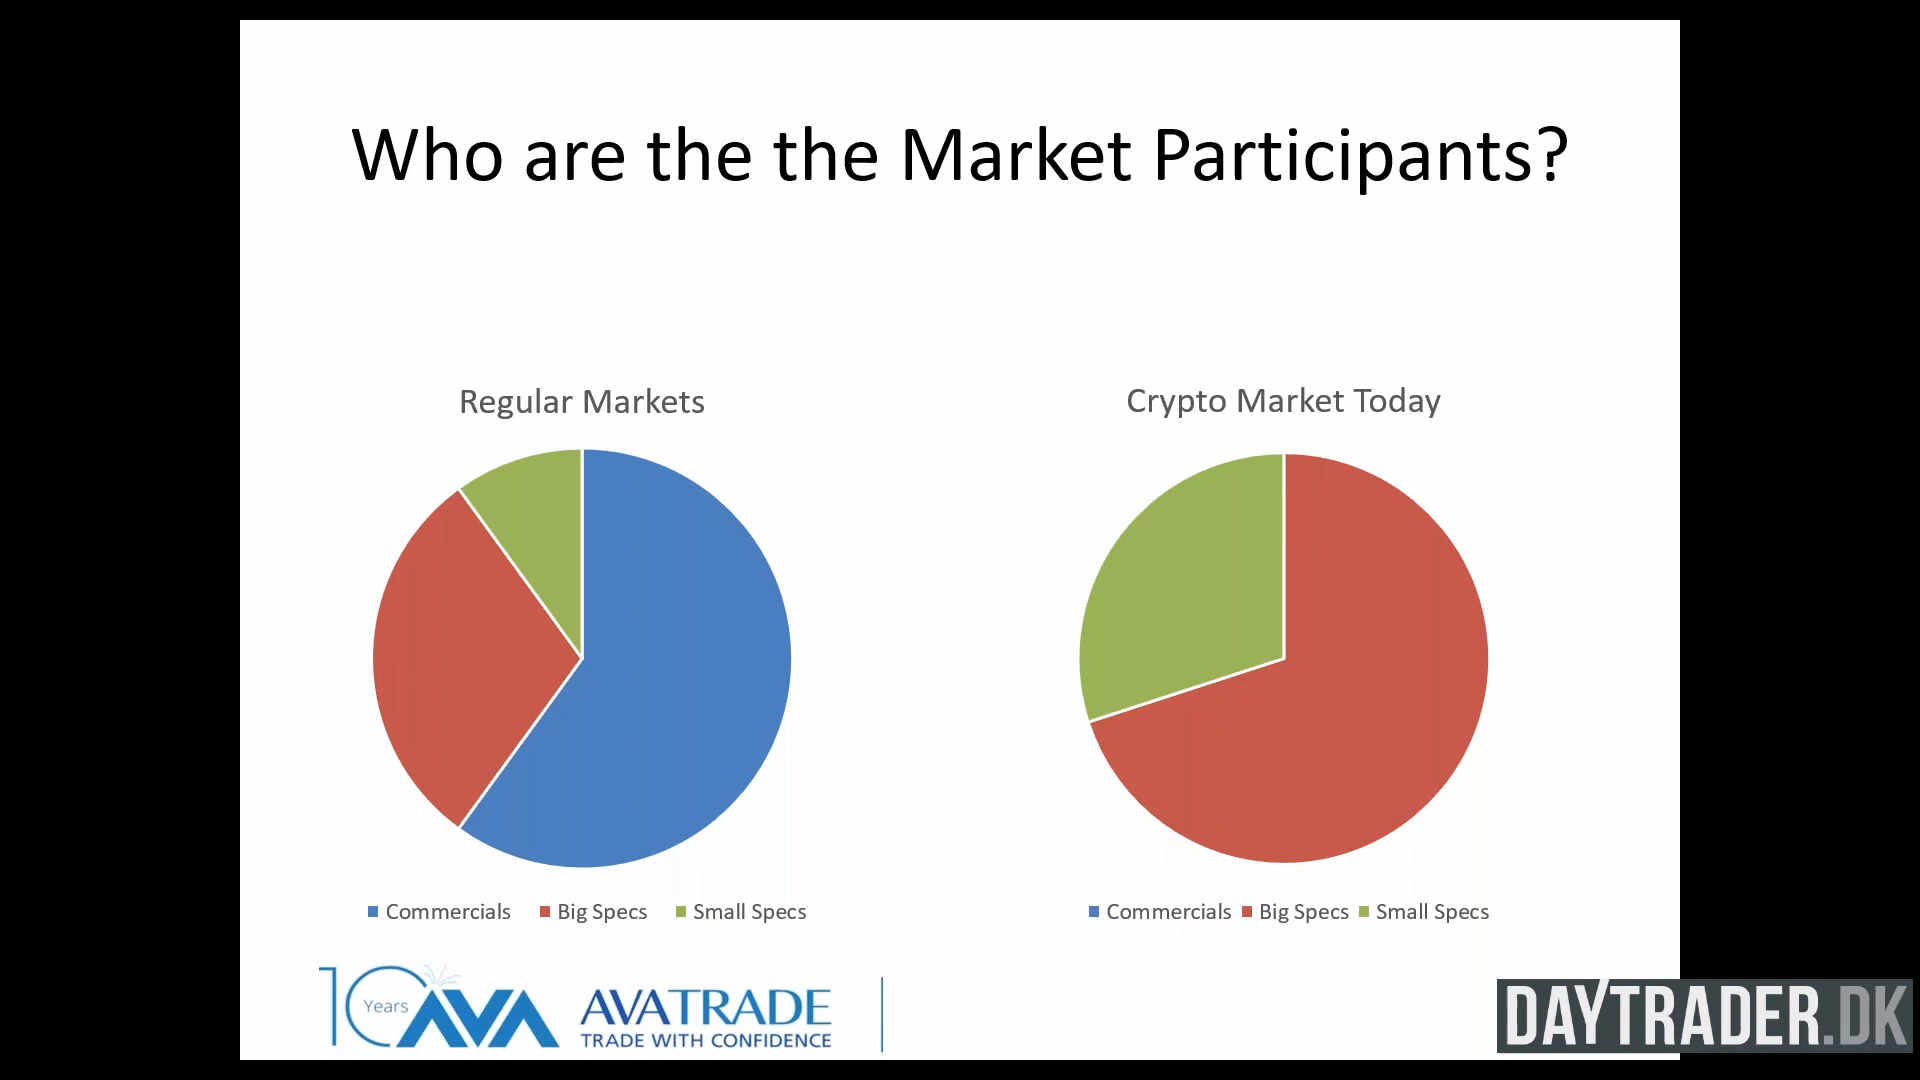 Who are the the Market Participants?
Regular Markets
Crypto Market Today
Commercials Big Specs Small Specs
Commercials Big Specs Small Specs
10 Years AVA
AVATRADE
TRADE WITH CONFIDENCE
DAYTRADER.DK